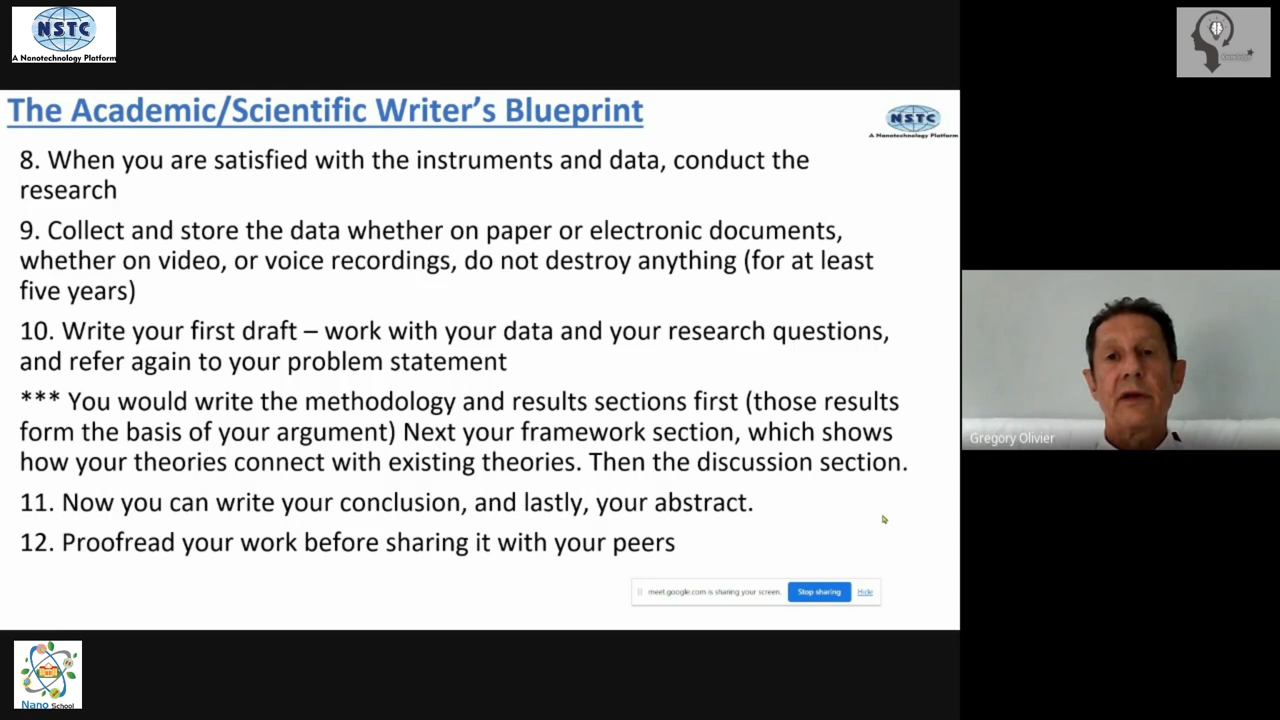 NSTC
A Nanotechnology Platform
The Academic/Scientific Writer's Blueprint
NSTC
A Nanotechnology Platform
8. When you are satisfied with the instruments and data, conduct the
research
9. Collect and store the data whether on paper or electronic documents,
whether on video, or voice recordings, do not destroy anything (for at least
five years)
10. Write your first draft – work with your data and your research questions,
and refer again to your problem statement
*** You would write the methodology and results sections first (those results
form the basis of your argument) Next your framework section, which shows
how your theories connect with existing theories. Then the discussion section.
11. Now you can write your conclusion, and lastly, your abstract.
12. Proofread your work before sharing it with your peers
meet.google.com is sharing your screen.
Stop sharing
Hide
Gregory Olivier
Nano School